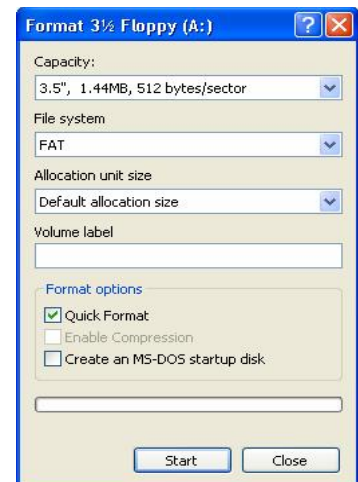 Format 3½ Floppy (A:)
Capacity:
3.5", 1.44MB, 512 bytes/sector
File system
FAT
Allocation unit size
Default allocation size
Volume label
Format options
Quick Format
Enable Compression
Create an MS-DOS startup disk
Start Close